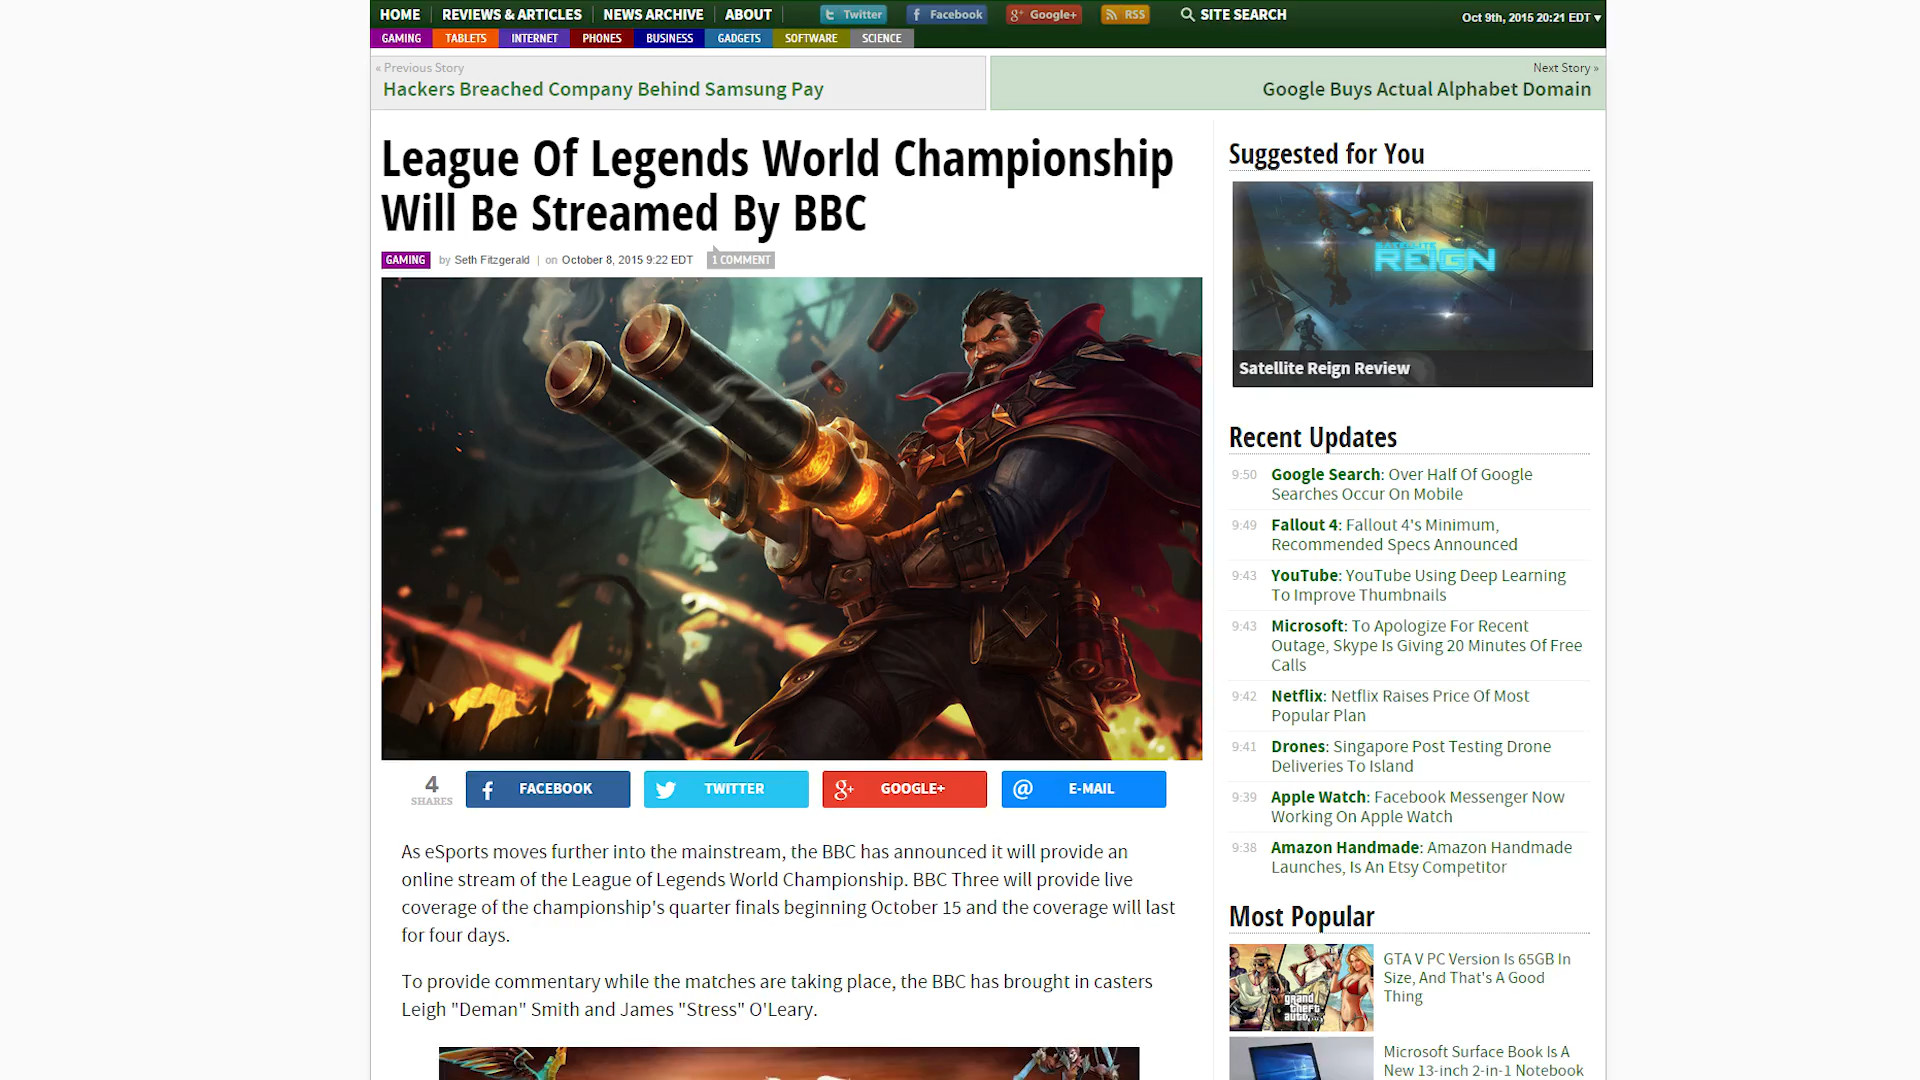 HOME
REVIEWS & ARTICLES
NEWS ARCHIVE
ABOUT
Twitter
Facebook
Google+
RSS
SITE SEARCH
Oct 9th, 2015 20:21 EDT ▾
GAMING
TABLETS
INTERNET
PHONES
BUSINESS
GADGETS
SOFTWARE
SCIENCE
« Previous Story
Hackers Breached Company Behind Samsung Pay
Next Story »
Google Buys Actual Alphabet Domain
League Of Legends World Championship
Will Be Streamed By BBC
GAMING by Seth Fitzgerald | on October 8, 2015 9:22 EDT 1 COMMENT
4
SHARES
FACEBOOK
TWITTER
GOOGLE+
E-MAIL
As eSports moves further into the mainstream, the BBC has announced it will provide an
online stream of the League of Legends World Championship. BBC Three will provide live
coverage of the championship's quarter finals beginning October 15 and the coverage will last
for four days.
To provide commentary while the matches are taking place, the BBC has brought in casters
Leigh "Deman" Smith and James "Stress" O'Leary.
Suggested for You
SATELLITE
REIGN
Satellite Reign Review
Recent Updates
9:50 Google Search: Over Half Of Google
Searches Occur On Mobile
9:49 Fallout 4: Fallout 4's Minimum,
Recommended Specs Announced
9:43 YouTube: YouTube Using Deep Learning
To Improve Thumbnails
9:43 Microsoft: To Apologize For Recent
Outage, Skype Is Giving 20 Minutes Of Free
Calls
9:42 Netflix: Netflix Raises Price Of Most
Popular Plan
9:41 Drones: Singapore Post Testing Drone
Deliveries To Island
9:39 Apple Watch: Facebook Messenger Now
Working On Apple Watch
9:38 Amazon Handmade: Amazon Handmade
Launches, Is An Etsy Competitor
Most Popular
grand
theft
auto
GTA V PC Version Is 65GB In
Size, And That's A Good
Thing
Microsoft Surface Book Is A
New 13-inch 2-in-1 Notebook